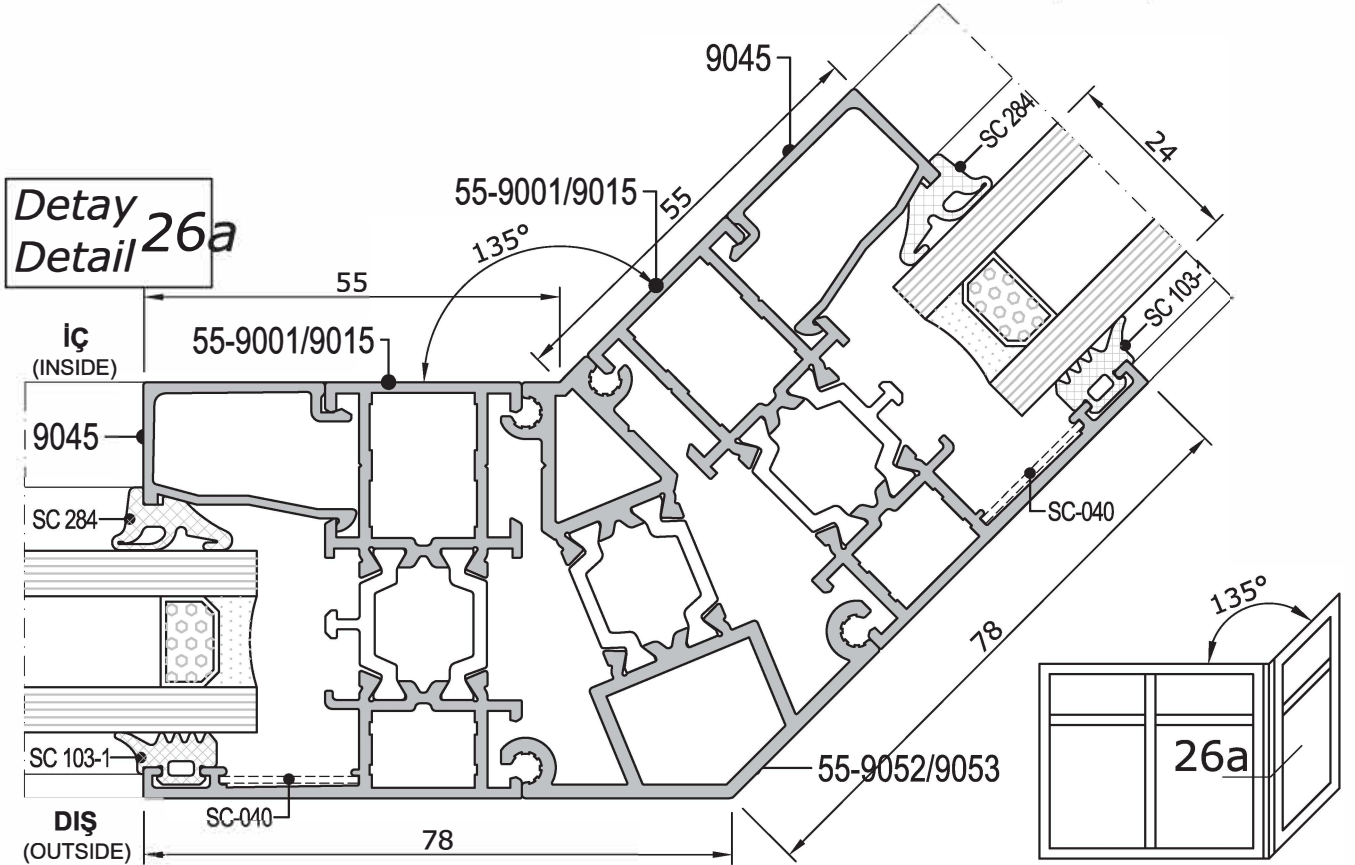 9045
SC 284
24
Detay
Detail 26a
55-9001/9015
55
135°
55
SC 103-1
İÇ
(INSIDE)
55-9001/9015
9045
SC 284
SC-040
135°
78
26a
SC 103-1
55-9052/9053
SC-040
DIŞ
(OUTSIDE)
78